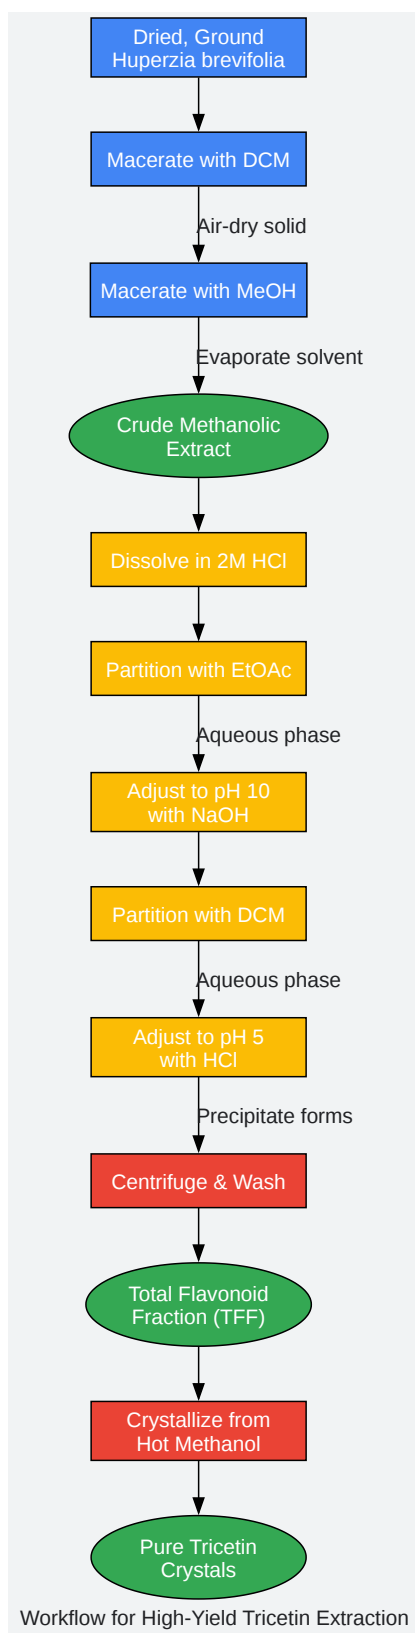 Dried, Ground
Huperzia brevifolia
Macerate with DCM
Air-dry solid
Macerate with MeOH
Evaporate solvent
Crude Methanolic
Extract
Dissolve in 2M HCl
Partition with EtOAc
Aqueous phase
Adjust to pH 10
with NaOH
Partition with DCM
Aqueous phase
Adjust to pH 5
with HCl
Precipitate forms
Centrifuge & Wash
Total Flavonoid
Fraction (TFF)
Crystallize from
Hot Methanol
Pure Tricetin
Crystals
Workflow for High-Yield Tricetin Extraction